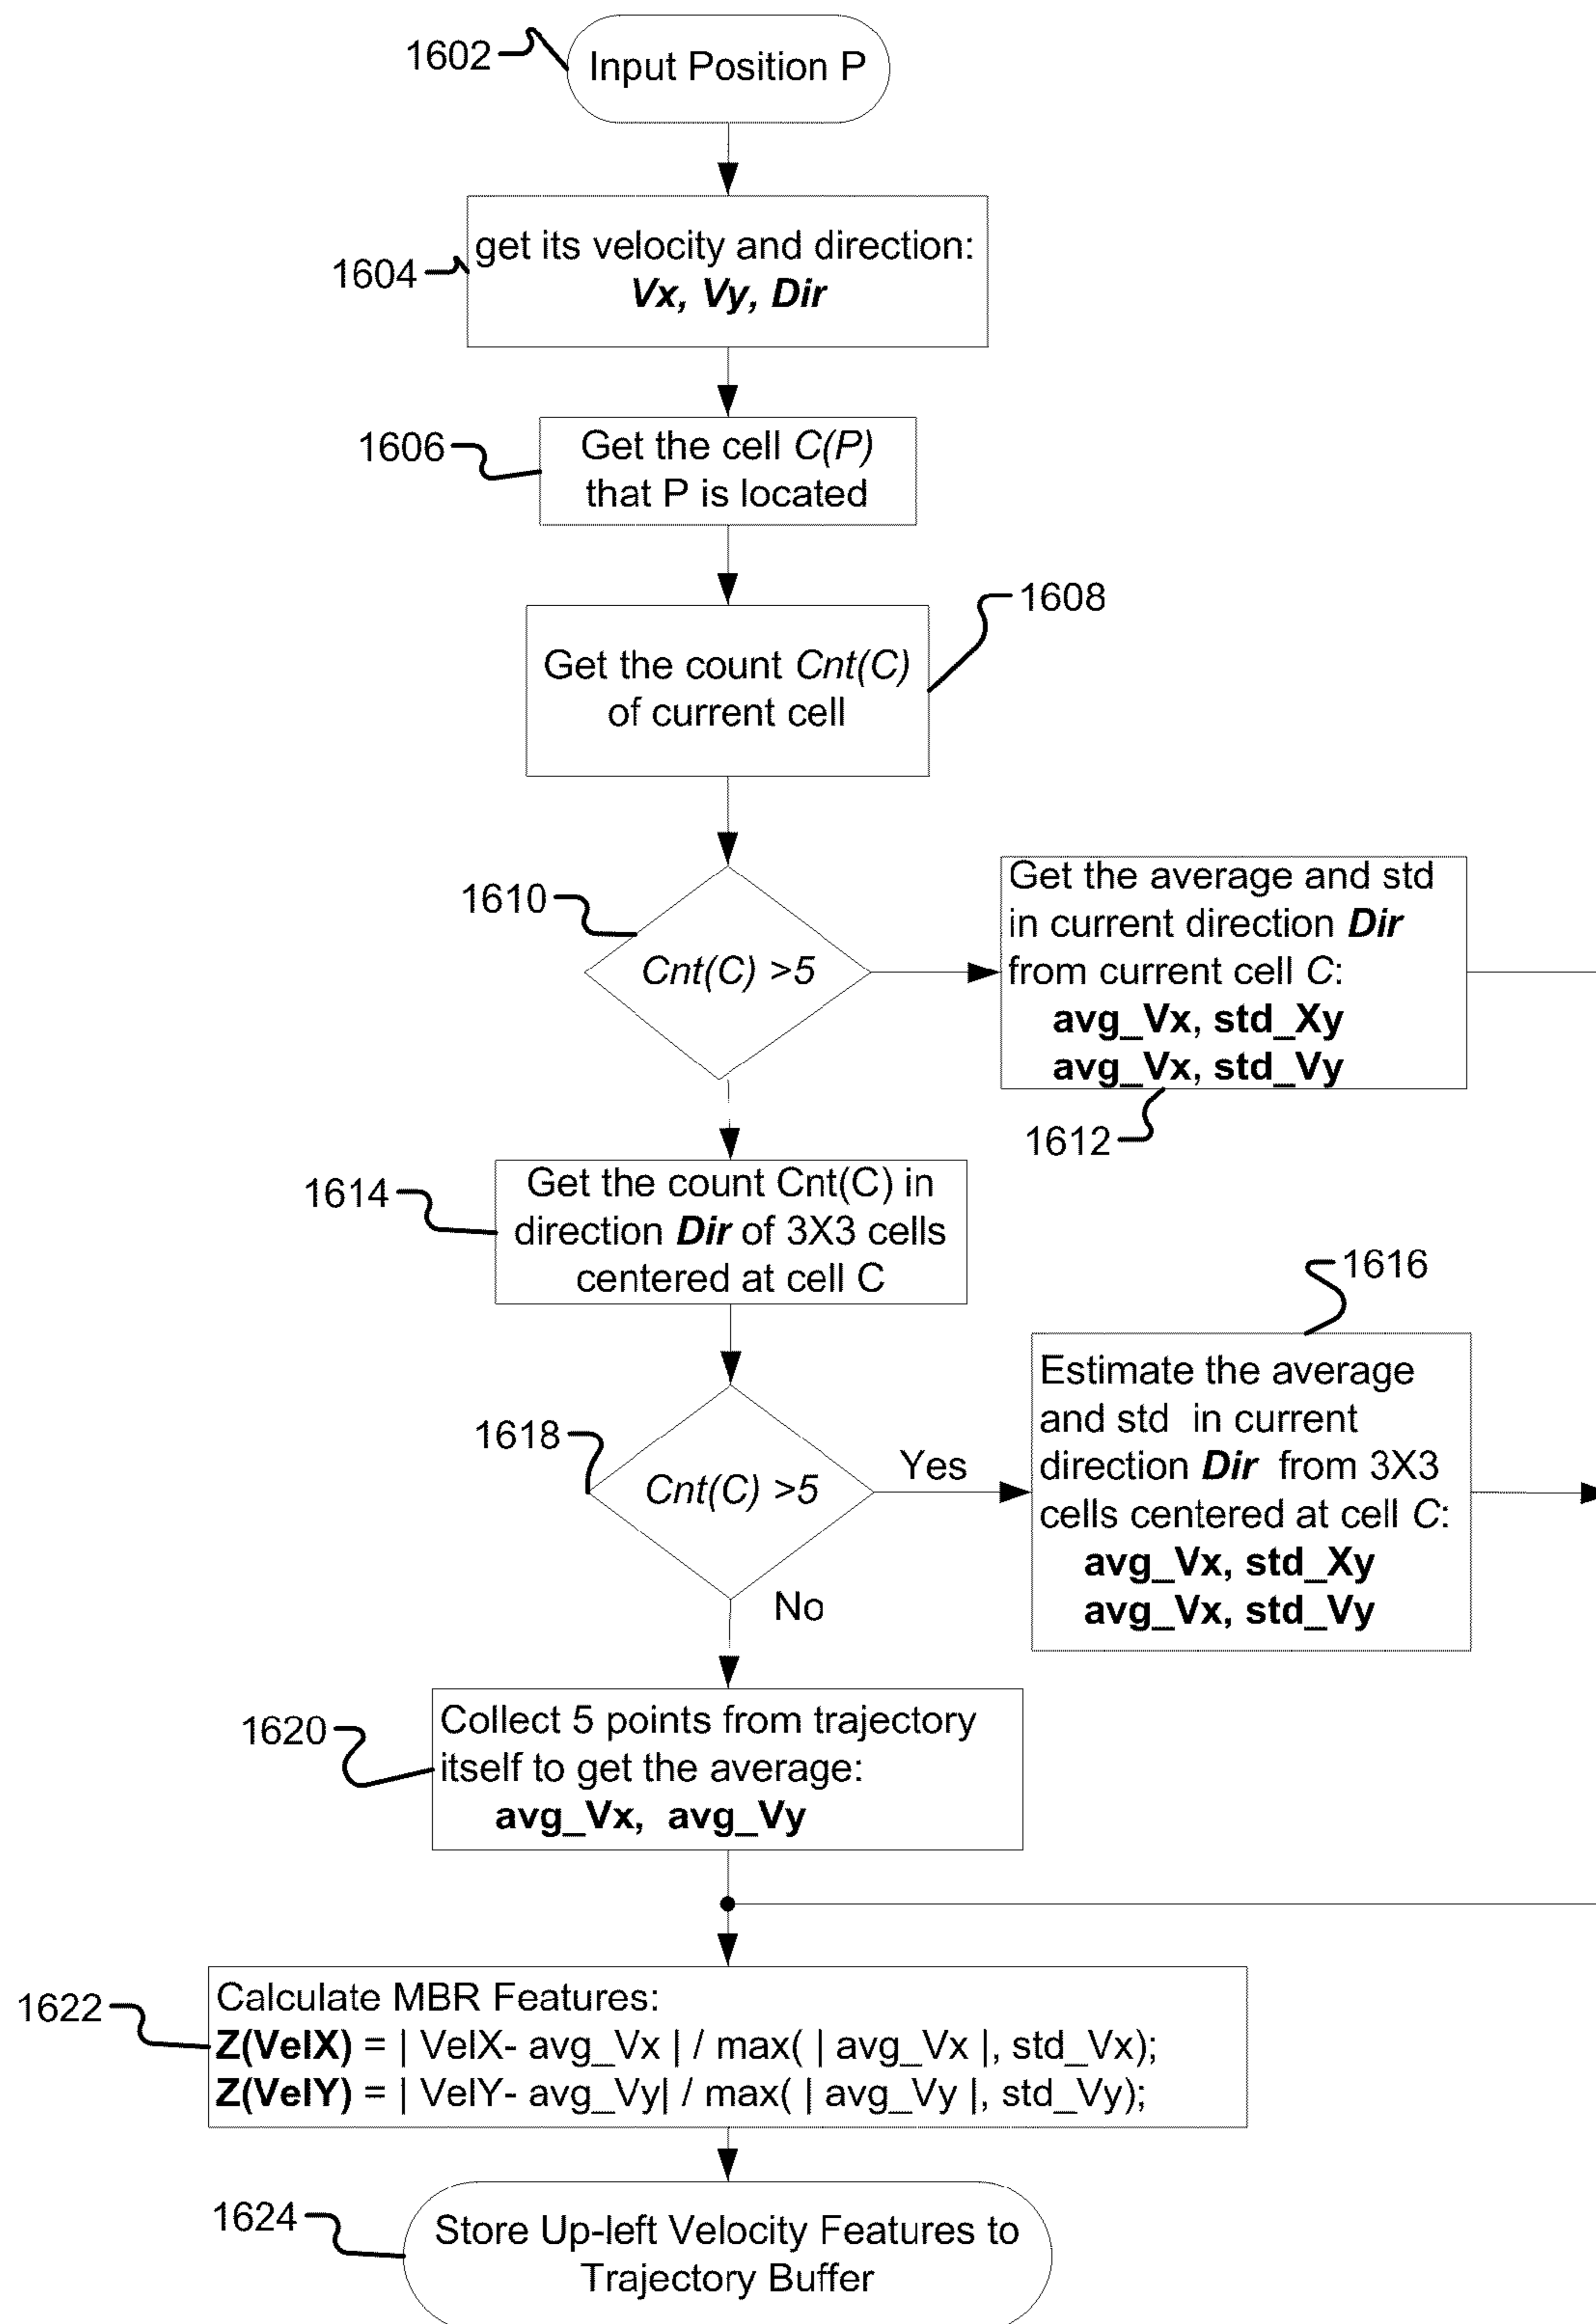 1602
Input Position P
1604
get its velocity and direction:
Vx, Vy, Dir
1606
Get the cell C(P)
that P is located
1608
Get the count Cnt(C)
of current cell
1610
Cnt(C) >5
Get the average and std
in current direction Dir
from current cell C:
avg_Vx, std_Xy
avg_Vx, std_Vy
1612
1614
Get the count Cnt(C) in
direction Dir of 3X3 cells
centered at cell C
1616
1618
Cnt(C) >5
Yes
No
Estimate the average
and std in current
direction Dir from 3X3
cells centered at cell C:
avg_Vx, std_Xy
avg_Vx, std_Vy
1620
Collect 5 points from trajectory
itself to get the average:
avg_Vx, avg_Vy
1622
Calculate MBR Features:
Z(VelX) = | VelX- avg_Vx | / max( | avg_Vx |, std_Vx);
Z(VelY) = | VelY- avg_Vy| / max( | avg_Vy |, std_Vy);
1624
Store Up-left Velocity Features to
Trajectory Buffer